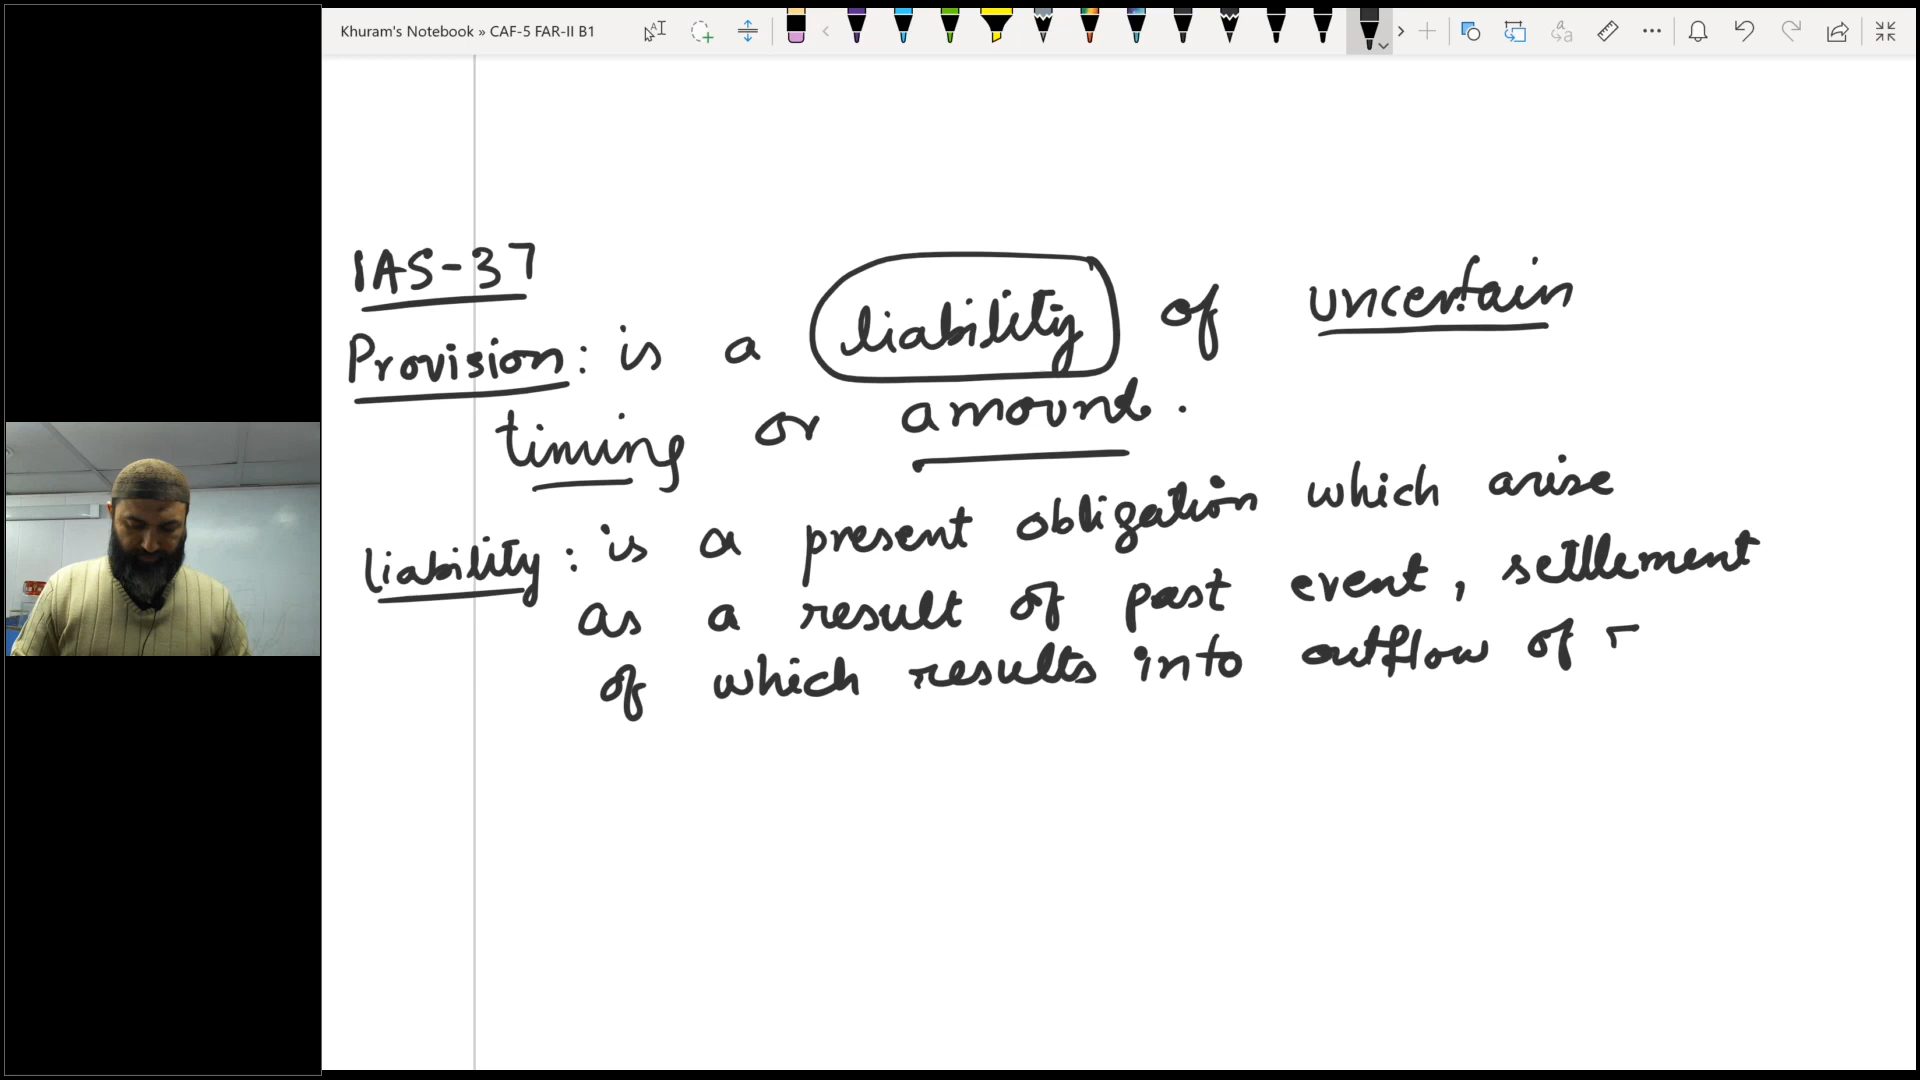 Khuram's Notebook » CAF-5 FAR-II B1
IAS-37
Provision: is a liability of uncertain
timing or amount.
liability: is a present obligation which arise
as a result of past event, settlement
of which results into outflow of r